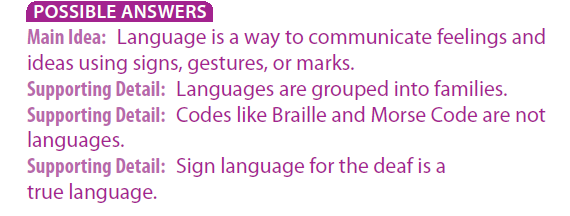 POSSIBLE ANSWERS
Main Idea: Language is a way to communicate feelings and
ideas using signs, gestures, or marks.
Supporting Detail: Languages are grouped into families.
Supporting Detail: Codes like Braille and Morse Code are not
languages.
Supporting Detail: Sign language for the deaf is a
true language.